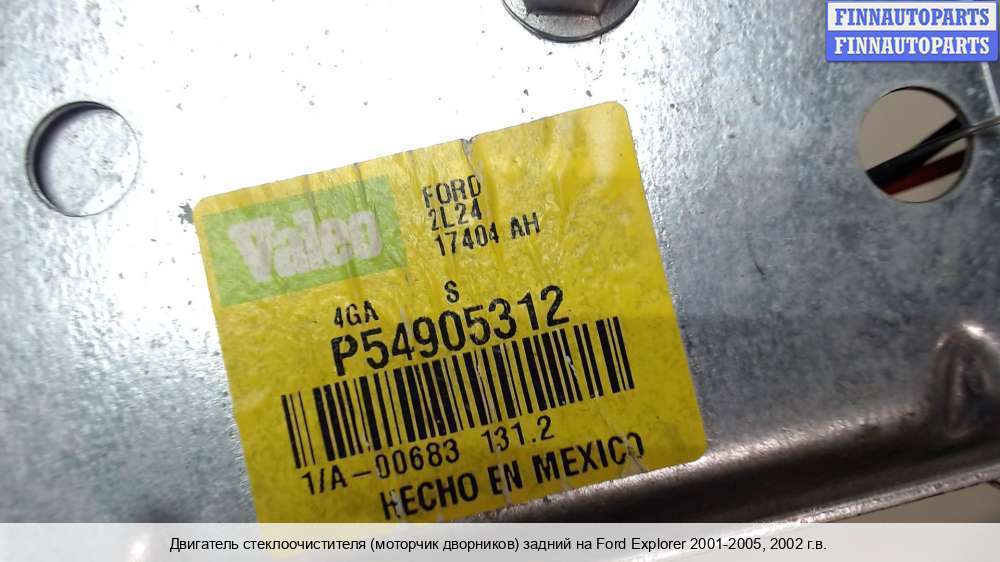 FINNAUTOPARTS
FINNAUTOPARTS
Valeo
FORD
2L24
17404 AH
4GA S
P54905312
1/A-00683 131.2
HECHO EN MEXICO
Двигатель стеклоочистителя (моторчик дворников) задний на Ford Explorer 2001-2005, 2002 г.в.